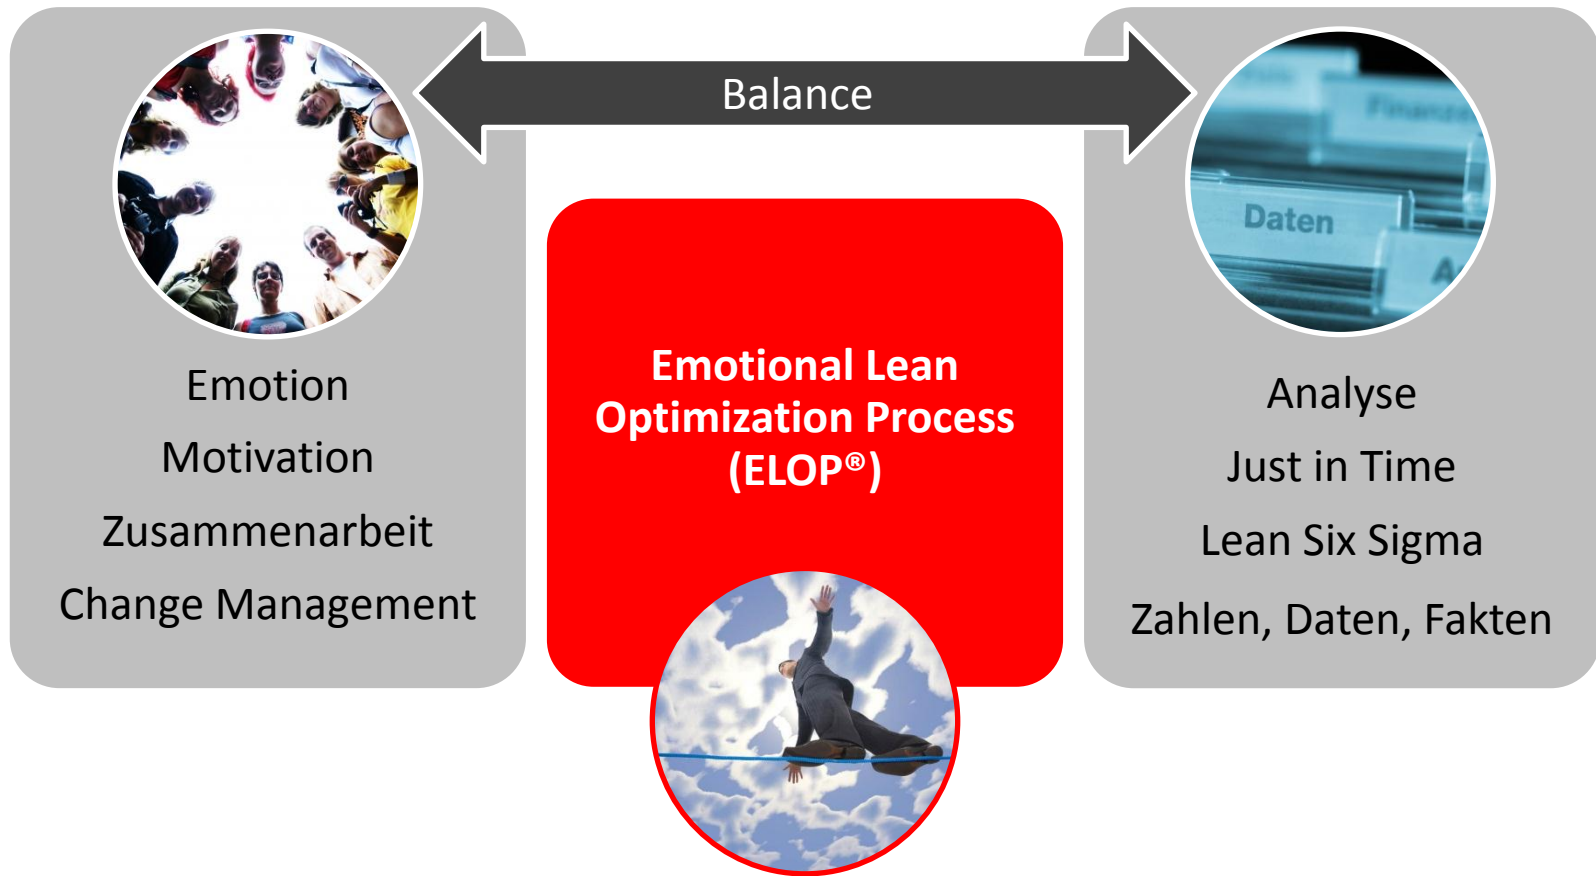 Balance
Daten
Emotion
Motivation
Zusammenarbeit
Change Management
Emotional Lean
Optimization Process
(ELOP®)
Analyse
Just in Time
Lean Six Sigma
Zahlen, Daten, Fakten